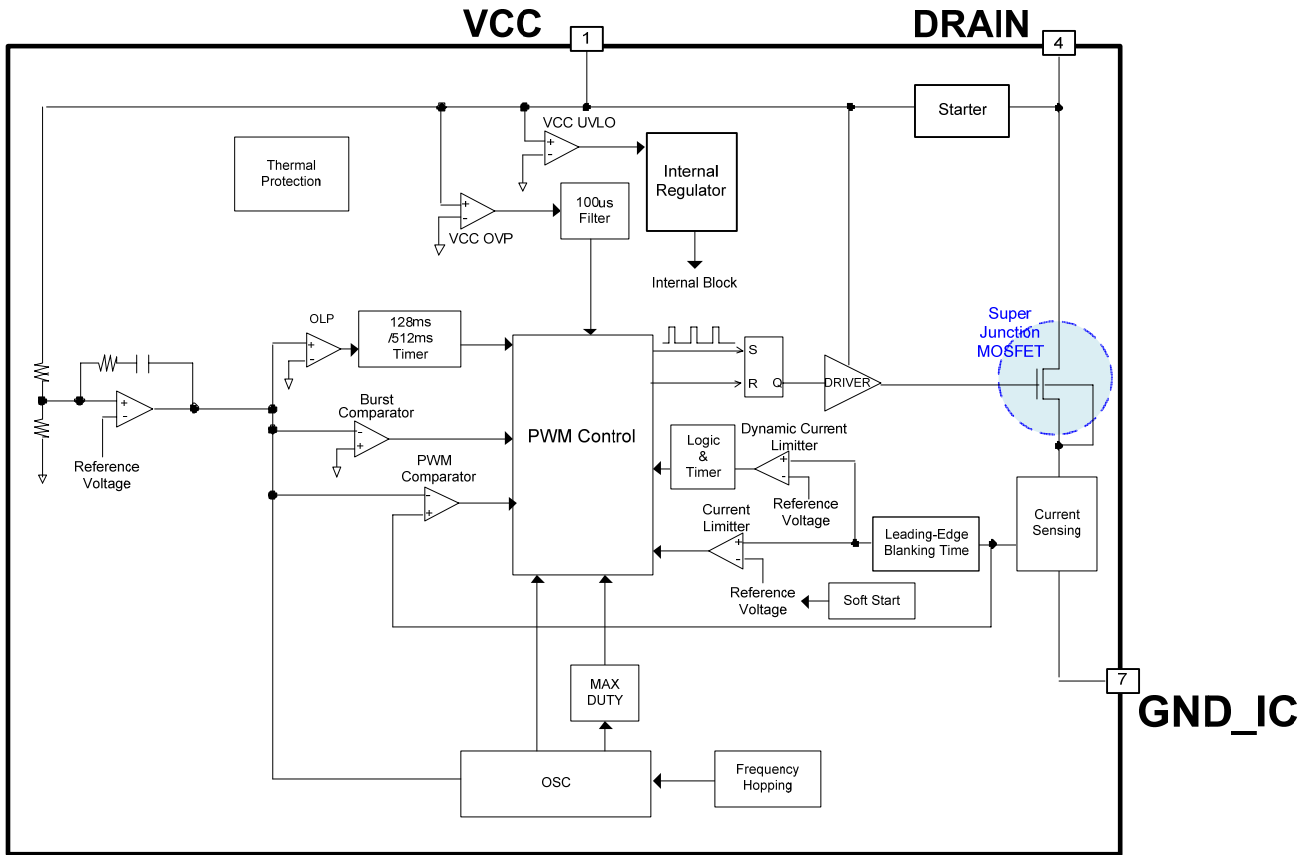 VCC
DRAIN
1
4
Starter
VCC UVLO
+
-
Thermal
Protection
Internal
Regulator
+
-
100us
Filter
VCC OVP
Internal Block
OLP
128ms
/512ms
Timer
+
-
Super
Junction
MOSFET
S
R
Q
DRIVER
+
-
Reference
Voltage
Burst
Comparator
-
+
PWM Control
Logic
&
Timer
Dynamic Current
Limitter
+
-
Reference
Voltage
PWM
Comparator
-
+
Current
Limitter
+
-
Leading-Edge
Blanking Time
Current
Sensing
Reference
Voltage
Soft Start
MAX
DUTY
7
GND_IC
OSC
Frequency
Hopping